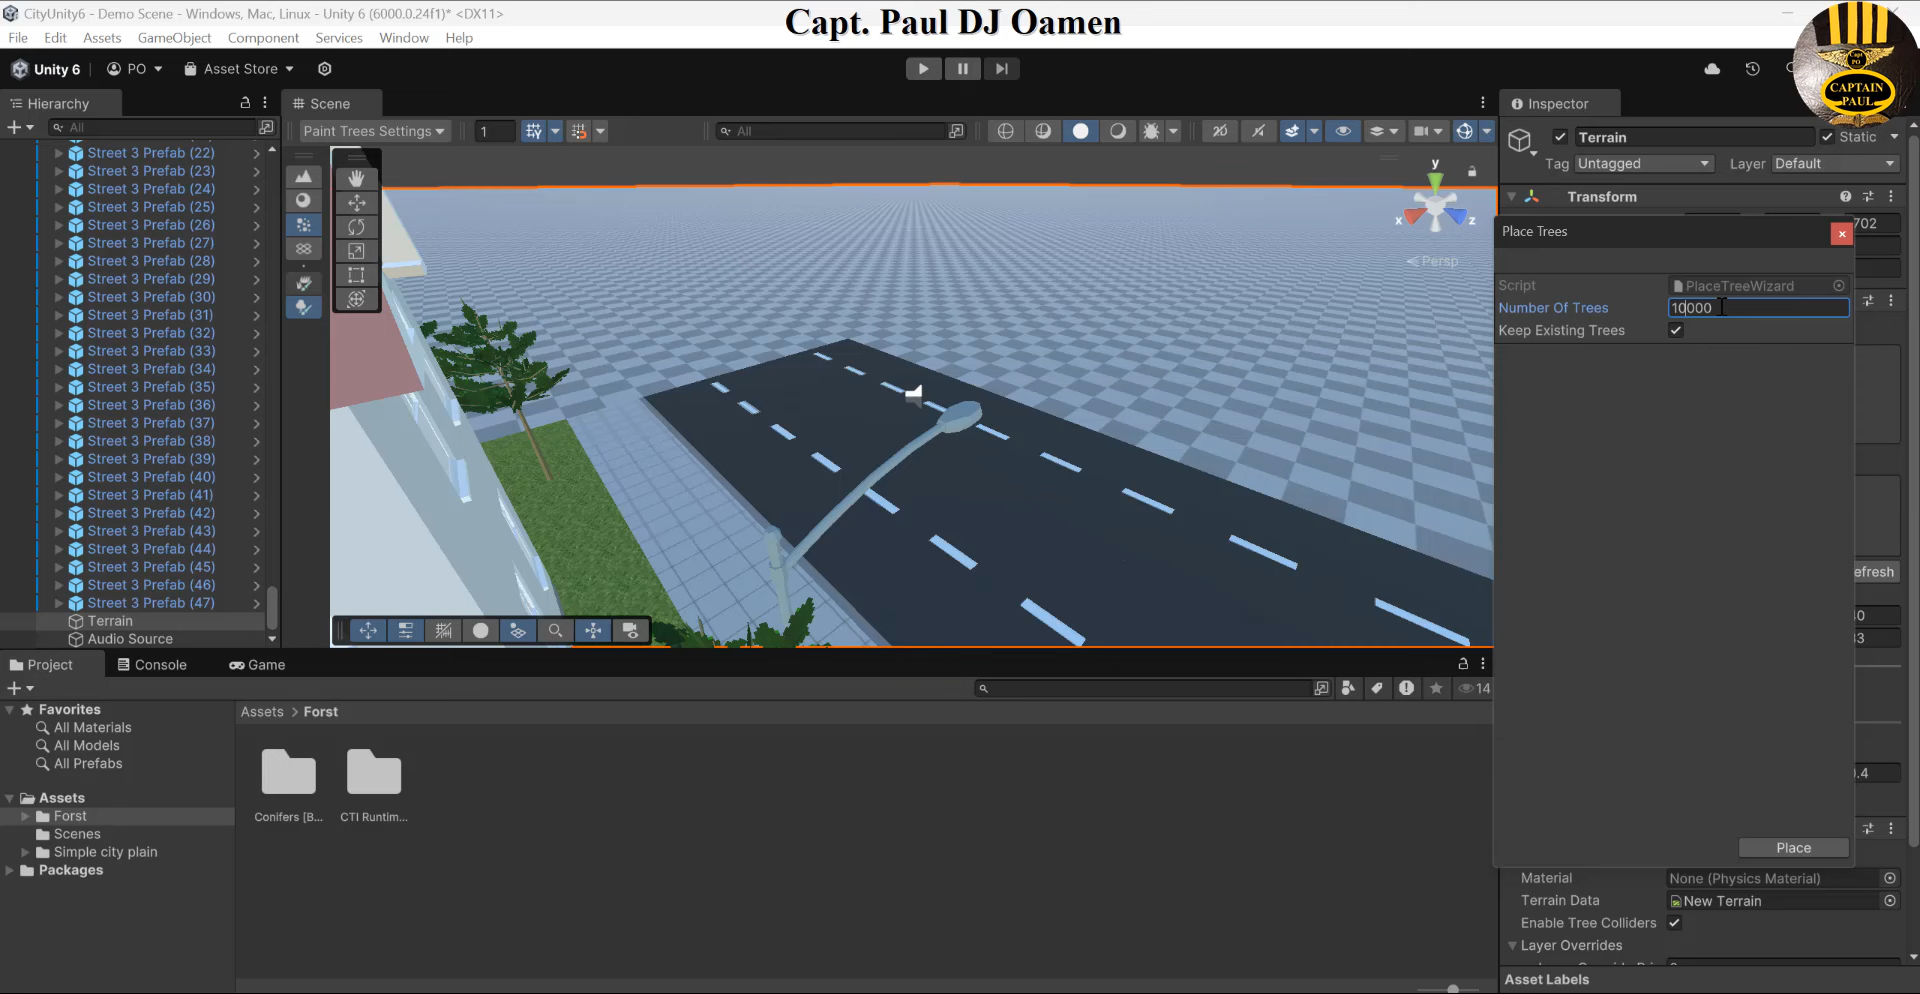 CityUnity6 - Demo Scene - Windows, Mac, Linux - Unity 6 (6000.0.24f1)* <DX11>
Capt. Paul DJ Oamen
File Edit Assets GameObject Component Services Window Help
Unity 6 PO Asset Store
CAPTAIN
PAUL
Hierarchy
Scene
Inspector
All
Paint Trees Settings
1
All
2D
Terrain
Static
Tag Untagged Layer Default
Transform
702
Street 3 Prefab (22)
Street 3 Prefab (23)
Street 3 Prefab (24)
Street 3 Prefab (25)
Street 3 Prefab (26)
Street 3 Prefab (27)
Street 3 Prefab (28)
Street 3 Prefab (29)
Street 3 Prefab (30)
Street 3 Prefab (31)
Street 3 Prefab (32)
Street 3 Prefab (33)
Street 3 Prefab (34)
Street 3 Prefab (35)
Street 3 Prefab (36)
Street 3 Prefab (37)
Street 3 Prefab (38)
Street 3 Prefab (39)
Street 3 Prefab (40)
Street 3 Prefab (41)
Street 3 Prefab (42)
Street 3 Prefab (43)
Street 3 Prefab (44)
Street 3 Prefab (45)
Street 3 Prefab (46)
Street 3 Prefab (47)
Terrain
Audio Source
y
x
z
Persp
Place Trees
Script PlaceTreeWizard
Number Of Trees 10000
Keep Existing Trees
Place
efresh
40
33
0.4
Project Console Game
14
Favorites
All Materials
All Models
All Prefabs
Assets
Forst
Scenes
Simple city plain
Packages
Assets > Forst
Conifers [B...
CTI Runtim...
Material None (Physics Material)
Terrain Data New Terrain
Enable Tree Colliders
Layer Overrides
Asset Labels